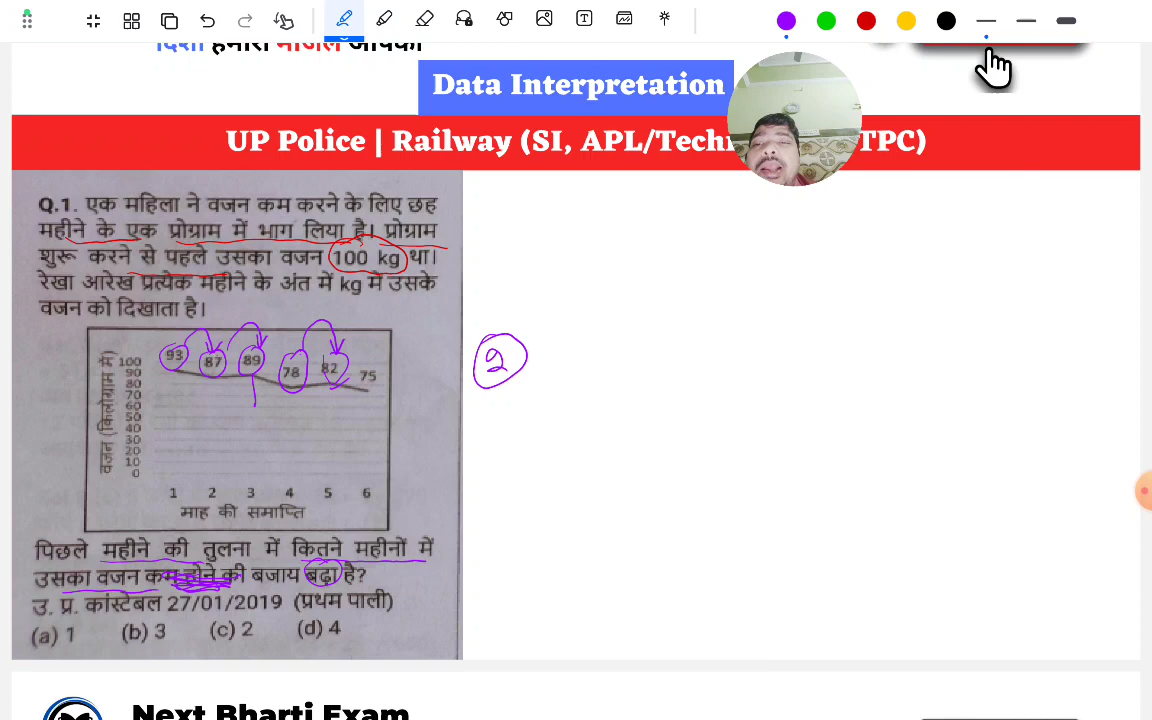 दिशा हमारी मंजिल आपकी
Data Interpretation
UP Police | Railway (SI, APL/Techn TPC)
Q.1. एक महिला ने वजन कम करने के लिए छह
महीने के एक प्रोग्राम में भाग लिया है। प्रोग्राम
शुरू करने से पहले उसका वजन 100 kg था।
रेखा आरेख प्रत्येक महीने के अंत में kg में उसके
वजन को दिखाता है।
वजन (किलोग्राम में)
93 87 89 78 82 75
100
90
80
70
60
50
40
30
20
10
0
1 2 3 4 5 6
माह की समाप्ति
2
पिछले महीने की तुलना में कितने महीनों में
उसका वजन कम होने की बजाय बढ़ा है?
उ. प्र. कांस्टेबल 27/01/2019 (प्रथम पाली)
(a) 1 (b) 3 (c) 2 (d) 4
Next Bharti Exam